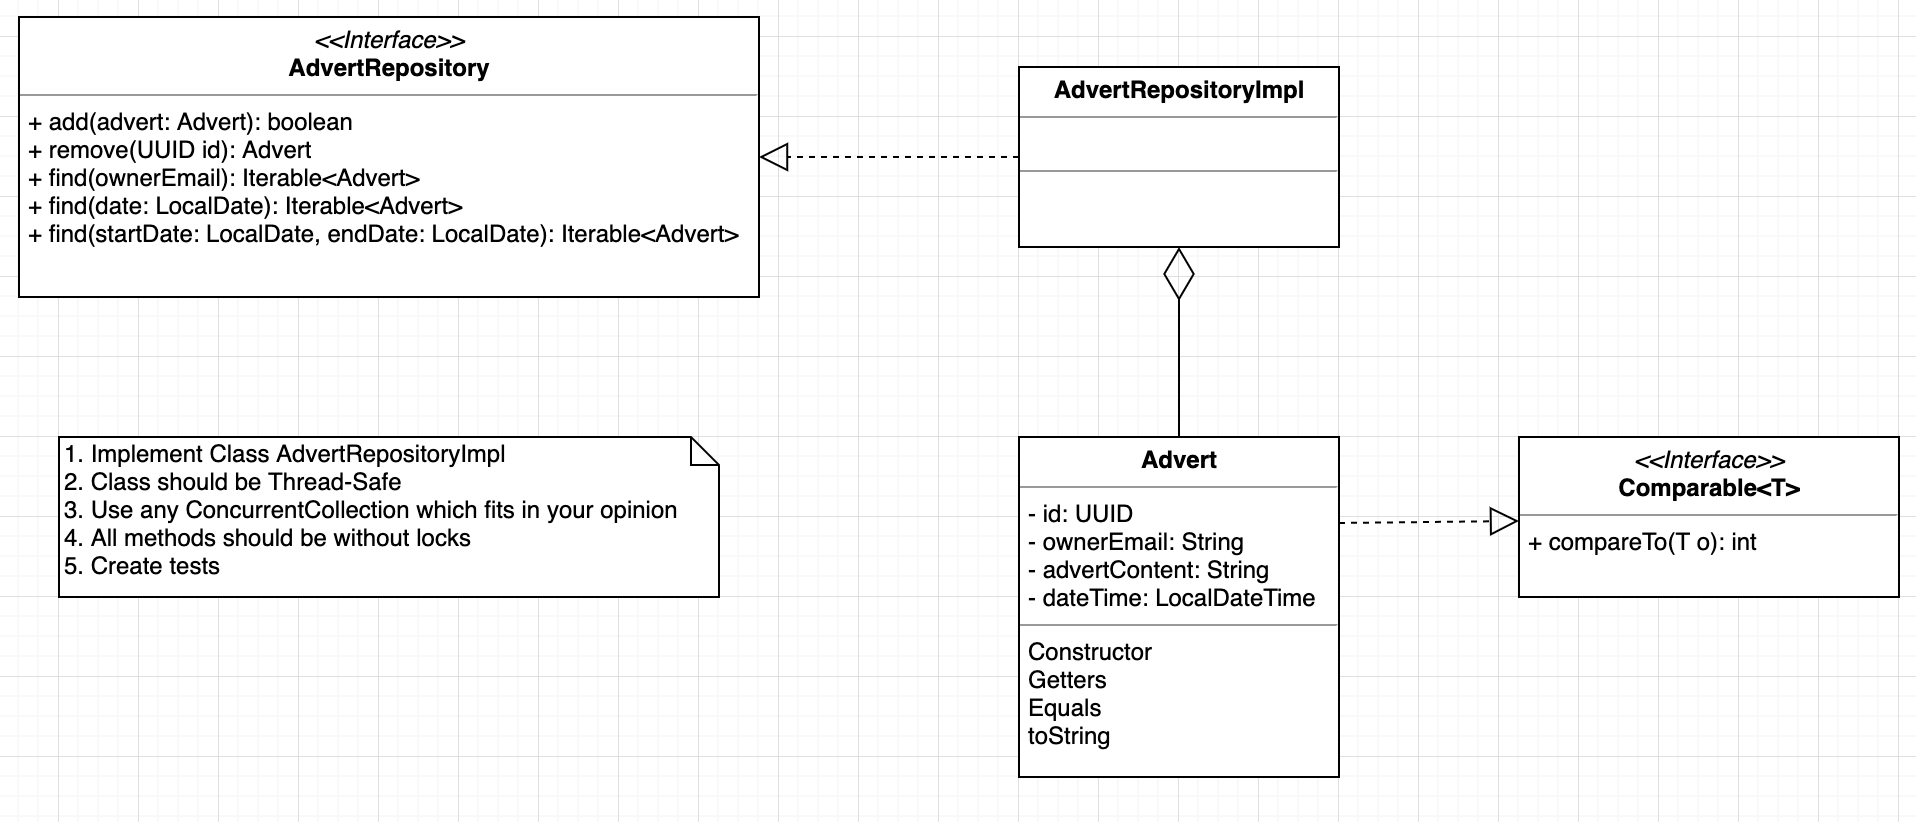 <<Interface>>
AdvertRepository
+ add(advert: Advert): boolean
+ remove(UUID id): Advert
+ find(ownerEmail): Iterable<Advert>
+ find(date: LocalDate): Iterable<Advert>
+ find(startDate: LocalDate, endDate: LocalDate): Iterable<Advert>
AdvertRepositoryImpl
1. Implement Class AdvertRepositoryImpl
2. Class should be Thread-Safe
3. Use any ConcurrentCollection which fits in your opinion
4. All methods should be without locks
5. Create tests
Advert
- id: UUID
- ownerEmail: String
- advertContent: String
- dateTime: LocalDateTime
Constructor
Getters
Equals
toString
<<Interface>>
Comparable<T>
+ compareTo(T o): int